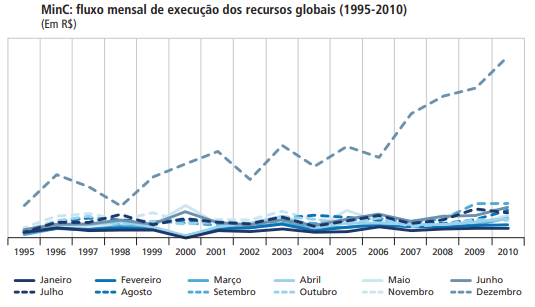 MinC: fluxo mensal de execução dos recursos globais (1995-2010)
(Em R$)
1995 1996 1997 1998 1999 2000 2001 2002 2003 2004 2005 2006 2007 2008 2009 2010
Janeiro Fevereiro Março Abril Maio Junho
Julho Agosto Setembro Outubro Novembro Dezembro